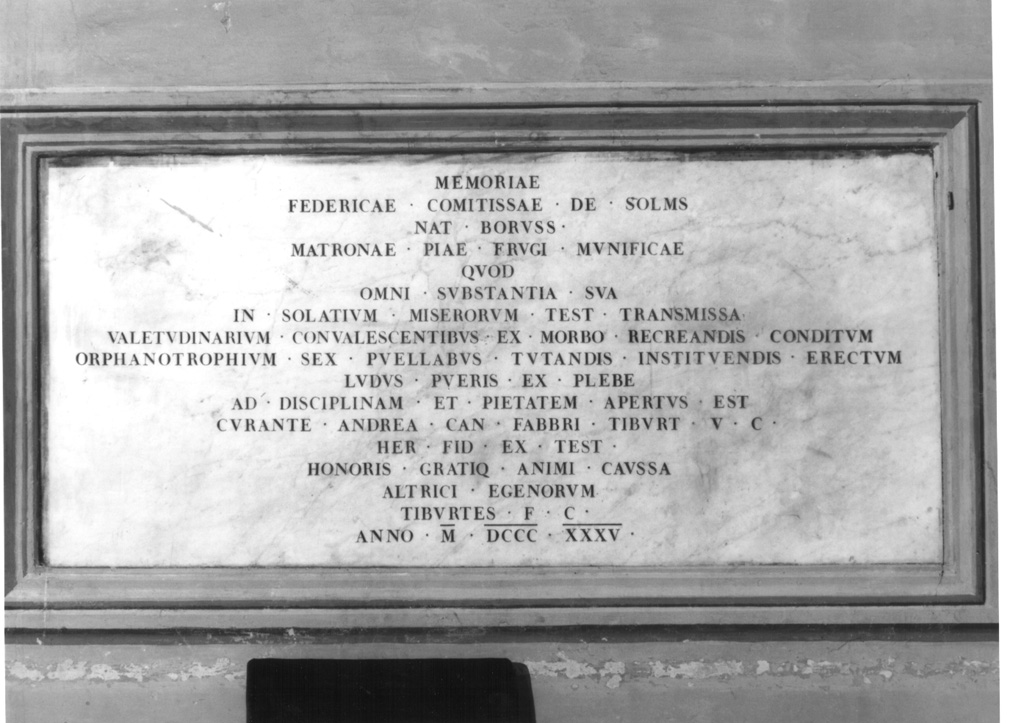 MEMORIAE
FEDERICAE · COMITISSAE · DE · SOLMS
NAT · BORVSS ·
MATRONAE · PIAE · FRVGI · MVNIFICAE
QVOD
OMNI · SVBSTANTIA · SVA
IN · SOLATIVM · MISERORVM · TEST · TRANSMISSA
VALETVDINARIVM · CONVALESCENTIBVS · EX · MORBO · RECREANDIS · CONDITVM
ORPHANOTROPHIVM · SEX · PVELLABVS · TVTANDIS · INSTITVENDIS · ERECTVM
LVDVS · PVERIS · EX · PLEBE
AD · DISCIPLINAM · ET · PIETATEM · APERTVS · EST
CVRANTE · ANDREA · CAN · FABBRI · TIBVRT · V · C ·
HER · FID · EX · TEST ·
HONORIS · GRATIQ · ANIMI · CAVSSA
ALTRICI · EGENORVM
TIBVRTES · F · C ·
ANNO · M̅ · D̅C̅C̅C̅ · X̅X̅X̅V̅ ·